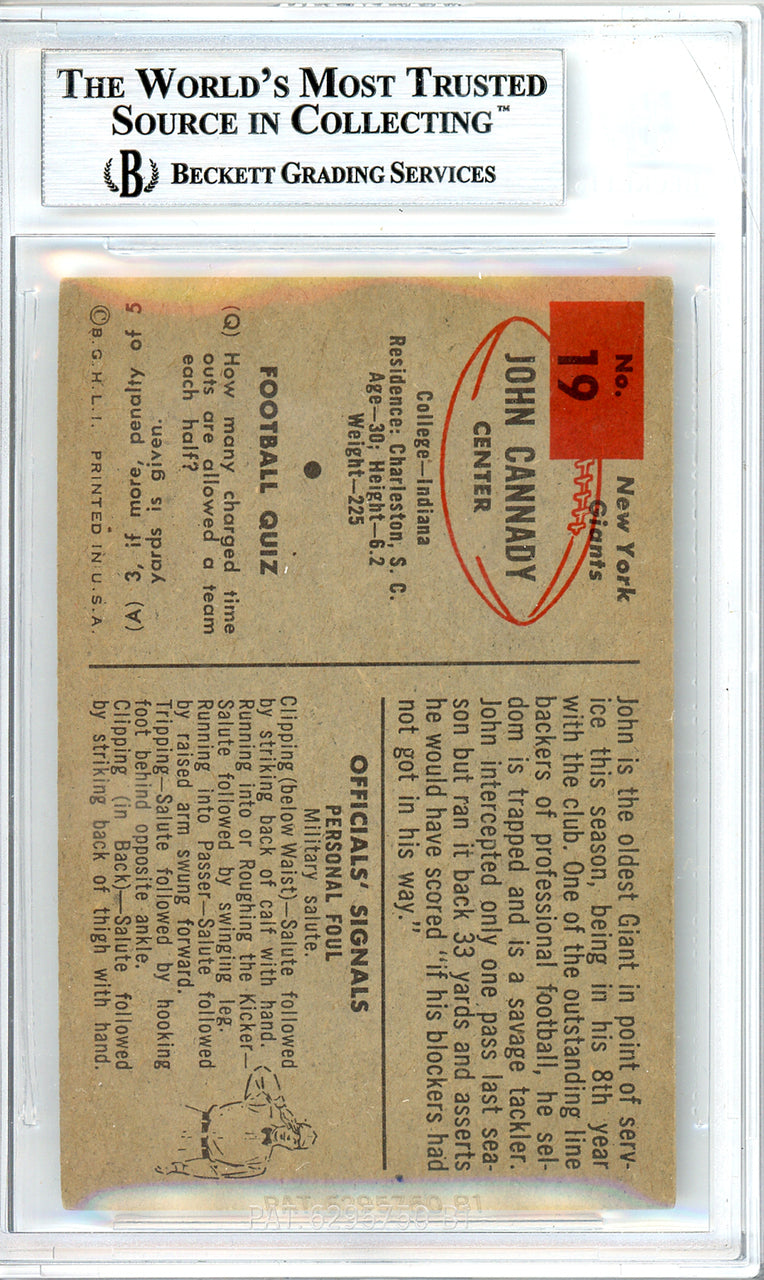 THE WORLD'S MOST TRUSTED
SOURCE IN COLLECTING™
B BECKETT GRADING SERVICES
No.
19
New York
Giants
JOHN CANNADY
CENTER
College—Indiana
Residence: Charleston, S. C.
Age—30; Height—6.2
Weight—225
FOOTBALL QUIZ
(Q) How many charged time
outs are allowed a team
each half?
(A) 3, if more, penalty of 5
yards is given.
©B.G.H.L.I. PRINTED IN U.S.A.
John is the oldest Giant in point of serv-
ice this season, being in his 8th year
with the club. One of the outstanding line
backers of professional football, he sel-
dom is trapped and is a savage tackler.
John intercepted only one pass last sea-
son but ran it back 33 yards and asserts
he would have scored "if his blockers had
not got in his way."
OFFICIALS' SIGNALS
PERSONAL FOUL
Military salute.
Clipping (below Waist)—Salute followed
by striking back of calf with hand.
Running into or Roughing the Kicker—
Salute followed by swinging leg.
Running into Passer—Salute followed
by raised arm swung forward.
Tripping—Salute followed by hooking
foot behind opposite ankle.
Clipping (in Back)—Salute followed
by striking back of thigh with hand.
PAT. 6295750 B1